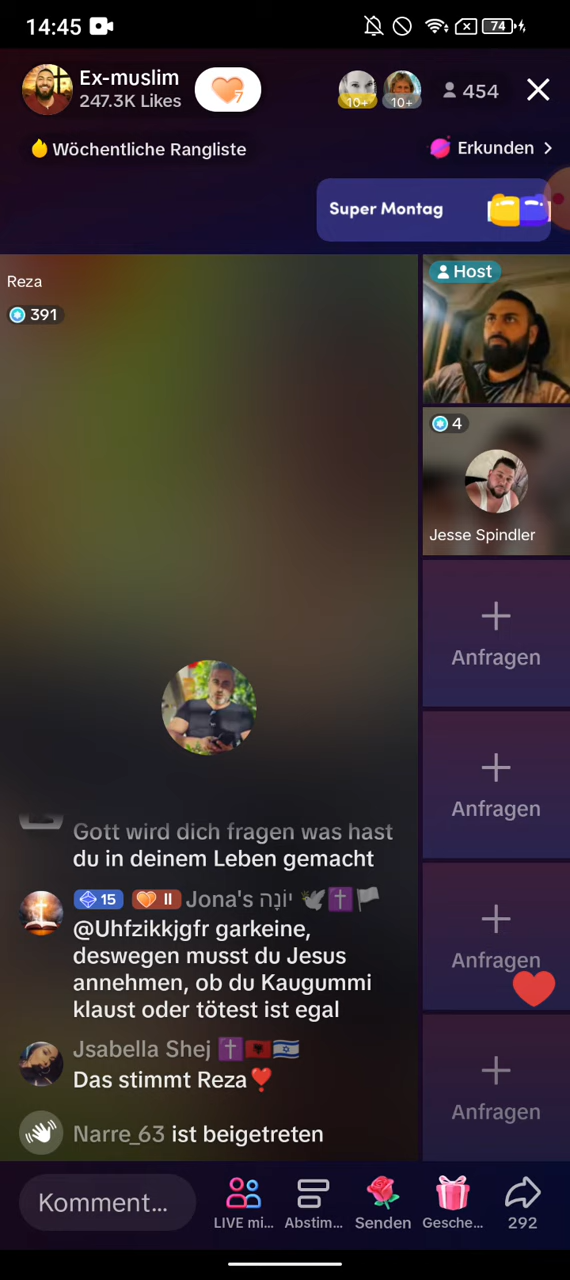 14:45
74
Ex-muslim
247.3K Likes
7
10+
10+
454
Wöchentliche Rangliste
Erkunden
Super Montag
Reza
391
Host
4
Jesse Spindler
Anfragen
Anfragen
Anfragen
Anfragen
Gott wird dich fragen was hast
du in deinem Leben gemacht
15 II Jona's יוֹנָה
@Uhfzikkjgfr garkeine,
deswegen musst du Jesus
annehmen, ob du Kaugummi
klaust oder tötest ist egal
Jsabella Shej
Das stimmt Reza
Narre_63 ist beigetreten
Komment...
LIVE mi...
Abstim...
Senden
Gesche...
292